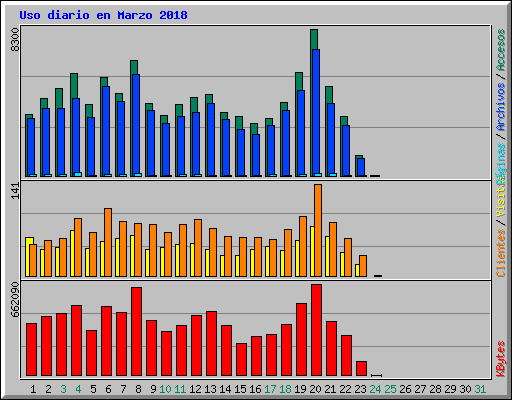 Uso diario en Marzo 2018
8300
141
662090
Páginas / Archivos / Accesos
Clientes / Visitas
KBytes
1 2 3 4 5 6 7 8 9 10 11 12 13 14 15 16 17 18 19 20 21 22 23 24 25 26 27 28 29 30 31